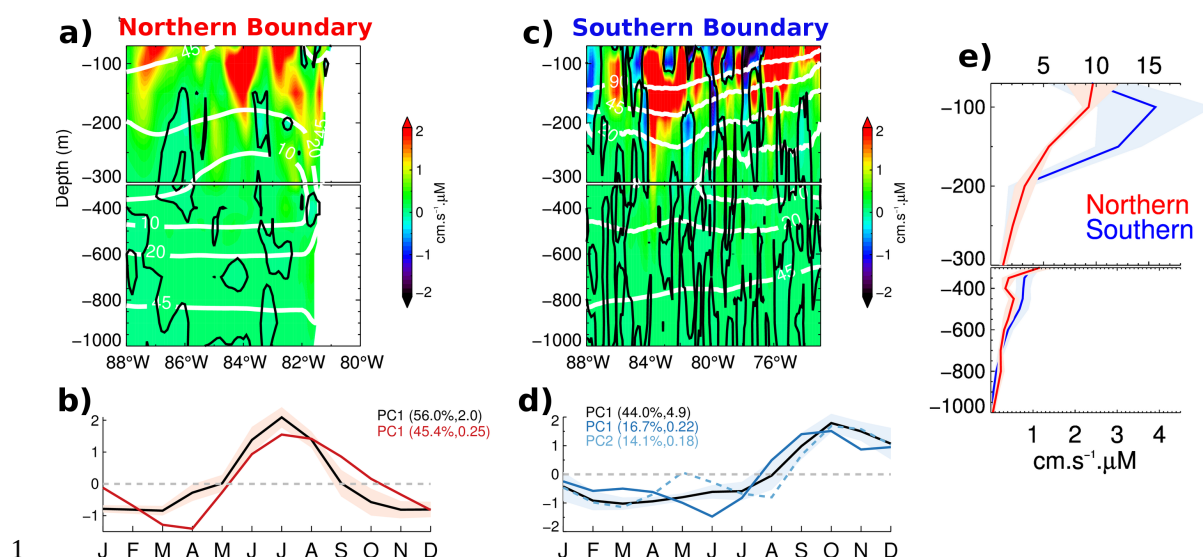 a) Northern Boundary
−100
−200
−300
−400
−600
−800
−1000
Depth (m)
45
10
20
45
10
20
45
88°W 86°W 84°W 82°W 80°W
2
1
0
−1
−2
cm.s⁻¹.μM
c) Southern Boundary
−100
−200
−300
−400
−600
−800
−1000
45
20
45
88°W 84°W 80°W 76°W
2
1
0
−1
−2
cm.s⁻¹.μM
e)
5 10 15
−100
−200
−300
−400
−600
−800
−1000
Northern
Southern
1 2 3 4
cm.s⁻¹.μM
b)
PC1 (56.0%,2.0)
PC1 (45.4%,0.25)
2
1
0
−1
J F M A M J J A S O N D
d)
PC1 (44.0%,4.9)
PC1 (16.7%,0.22)
PC2 (14.1%,0.18)
2
1
0
−1
−2
J F M A M J J A S O N D
1